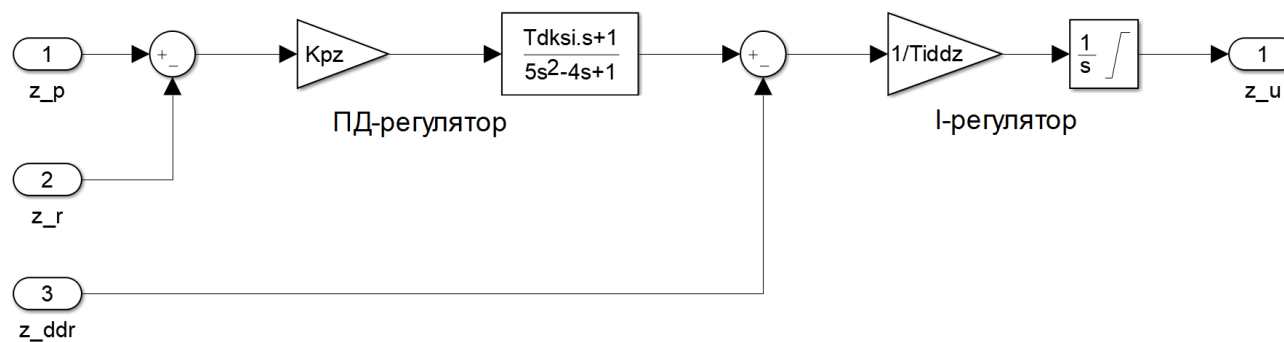 1
z_p
+
−
Kpz
Tdksi.s+1
5s²-4s+1
ПД-регулятор
+
−
1/Tiddz
1
s
I-регулятор
1
z_u
2
z_r
3
z_ddr